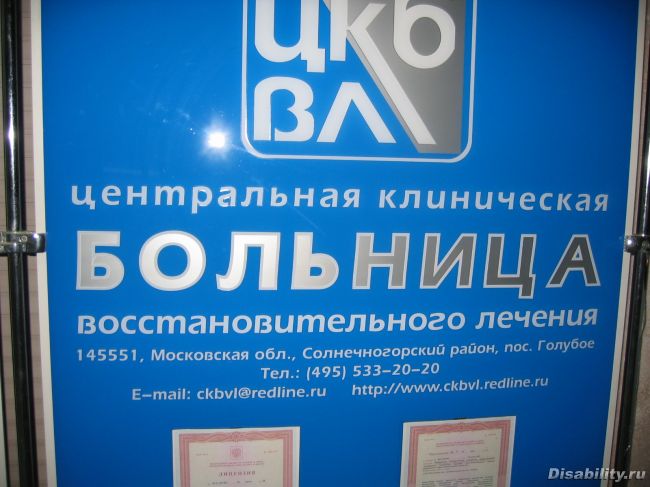 цкб
вл
центральная клиническая
БОЛЬНИЦА
восстановительного лечения
145551, Московская обл., Солнечногорский район, пос. Голубое
Тел.: (495) 533-20-20
E-mail: ckbvl@redline.ru http://www.ckbvl.redline.ru
ЛИЦЕНЗИЯ
Disability.ru